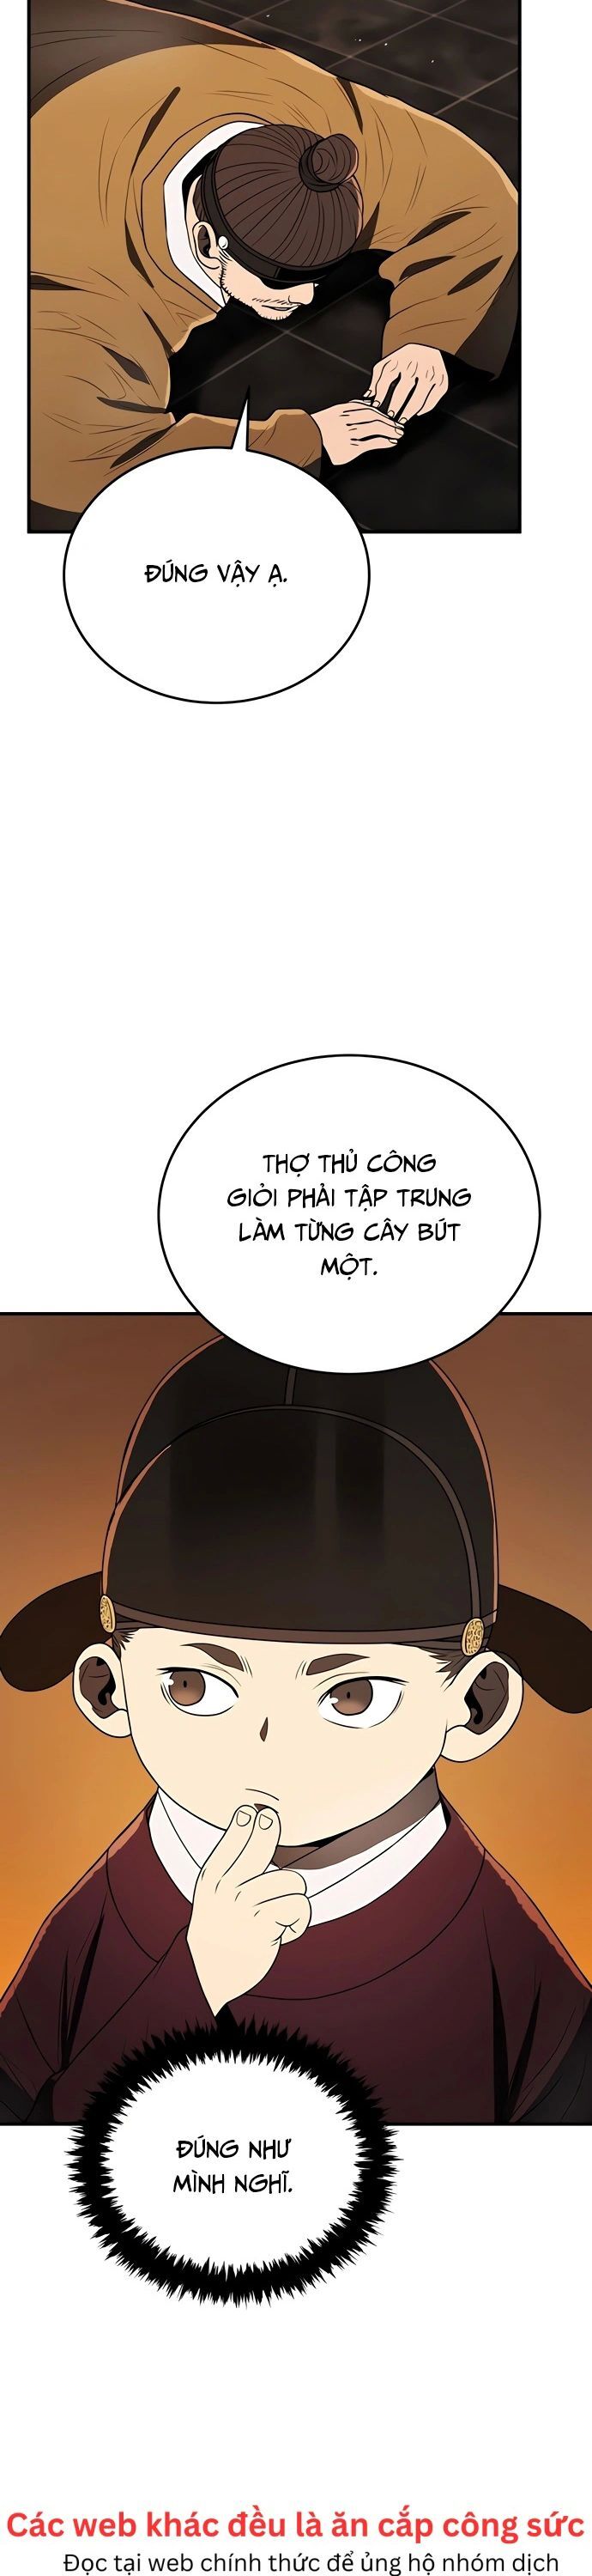 ĐÚNG VẬY Ạ.
THỢ THỦ CÔNG
GIỎI PHẢI TẬP TRUNG
LÀM TỪNG CÂY BÚT
MỘT.
ĐÚNG NHƯ
MÌNH NGHĨ.
Các web khác đều là ăn cắp công sức
Đọc tại web chính thức để ủng hộ nhóm dịch